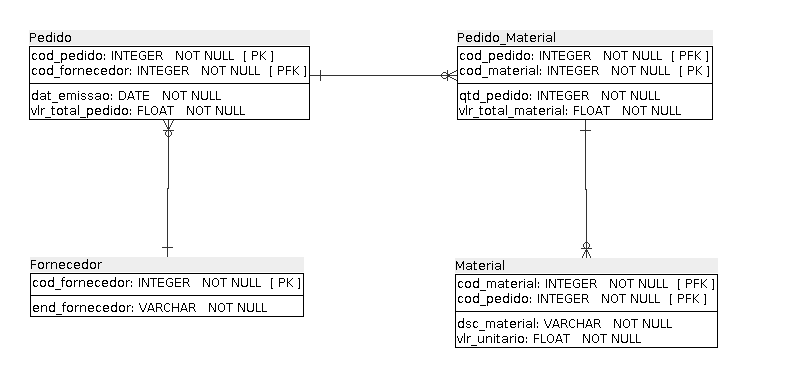 Pedido
cod_pedido: INTEGER NOT NULL [ PK ]
cod_fornecedor: INTEGER NOT NULL [ PFK ]
dat_emissao: DATE NOT NULL
vlr_total_pedido: FLOAT NOT NULL
Pedido_Material
cod_pedido: INTEGER NOT NULL [ PFK ]
cod_material: INTEGER NOT NULL [ PK ]
qtd_pedido: INTEGER NOT NULL
vlr_total_material: FLOAT NOT NULL
Fornecedor
cod_fornecedor: INTEGER NOT NULL [ PK ]
end_fornecedor: VARCHAR NOT NULL
Material
cod_material: INTEGER NOT NULL [ PFK ]
cod_pedido: INTEGER NOT NULL [ PFK ]
dsc_material: VARCHAR NOT NULL
vlr_unitario: FLOAT NOT NULL